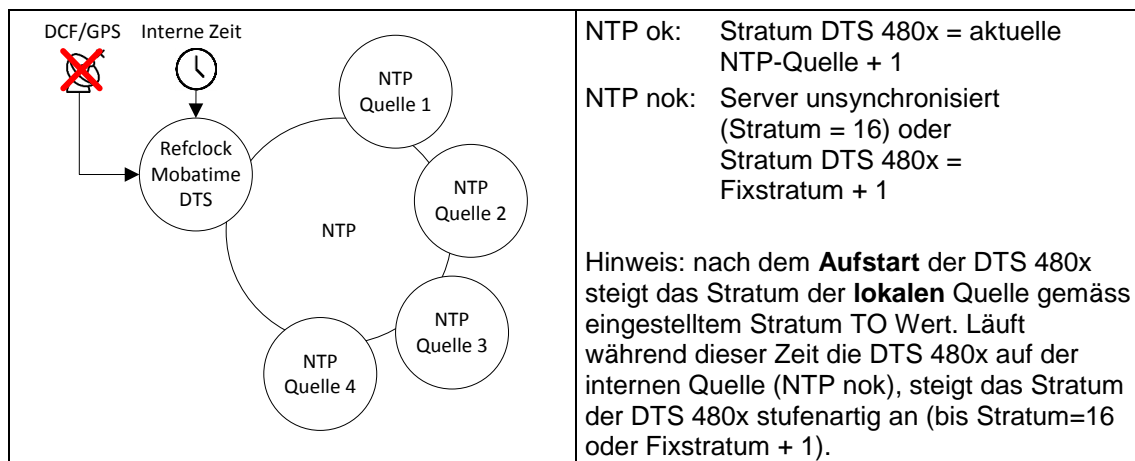 DCF/GPS
Interne Zeit
Refclock
Mobatime
DTS
NTP
Quelle 1
NTP
Quelle 2
NTP
NTP
Quelle 3
NTP
Quelle 4
NTP ok: Stratum DTS 480x = aktuelle
NTP-Quelle + 1
NTP nok: Server unsynchronisiert
(Stratum = 16) oder
Stratum DTS 480x =
Fixstratum + 1
Hinweis: nach dem Aufstart der DTS 480x
steigt das Stratum der lokalen Quelle gemäss
eingestelltem Stratum TO Wert. Läuft
während dieser Zeit die DTS 480x auf der
internen Quelle (NTP nok), steigt das Stratum
der DTS 480x stufenartig an (bis Stratum=16
oder Fixstratum + 1).